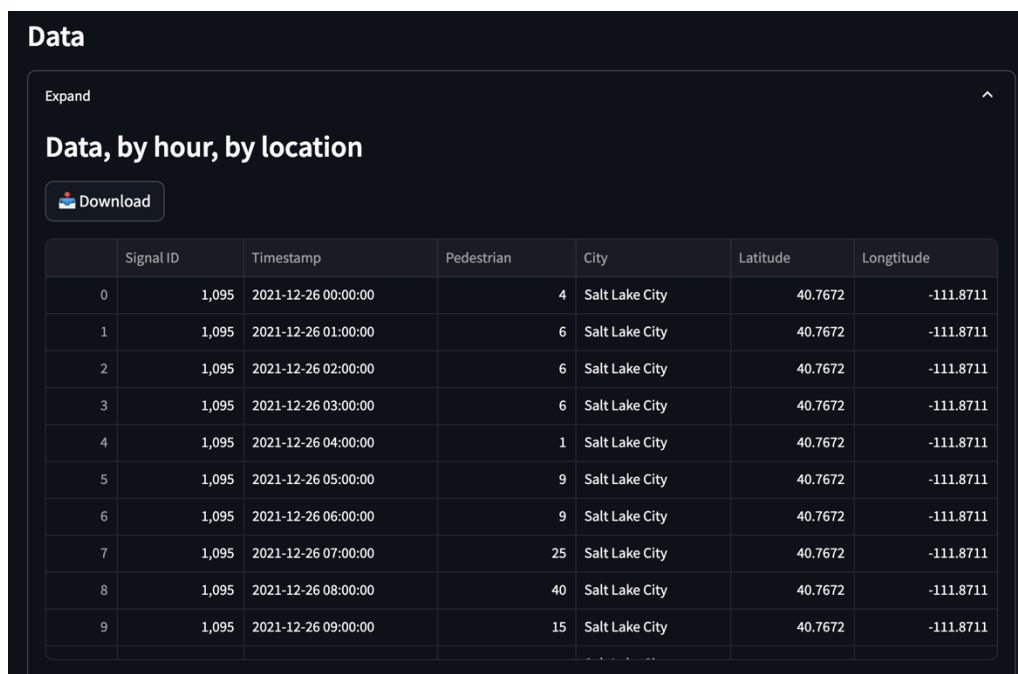 Data
Expand
Data, by hour, by location
Download
Signal ID Timestamp Pedestrian City Latitude Longtitude
0 1,095 2021-12-26 00:00:00 4 Salt Lake City 40.7672 -111.8711
1 1,095 2021-12-26 01:00:00 6 Salt Lake City 40.7672 -111.8711
2 1,095 2021-12-26 02:00:00 6 Salt Lake City 40.7672 -111.8711
3 1,095 2021-12-26 03:00:00 6 Salt Lake City 40.7672 -111.8711
4 1,095 2021-12-26 04:00:00 1 Salt Lake City 40.7672 -111.8711
5 1,095 2021-12-26 05:00:00 9 Salt Lake City 40.7672 -111.8711
6 1,095 2021-12-26 06:00:00 9 Salt Lake City 40.7672 -111.8711
7 1,095 2021-12-26 07:00:00 25 Salt Lake City 40.7672 -111.8711
8 1,095 2021-12-26 08:00:00 40 Salt Lake City 40.7672 -111.8711
9 1,095 2021-12-26 09:00:00 15 Salt Lake City 40.7672 -111.8711